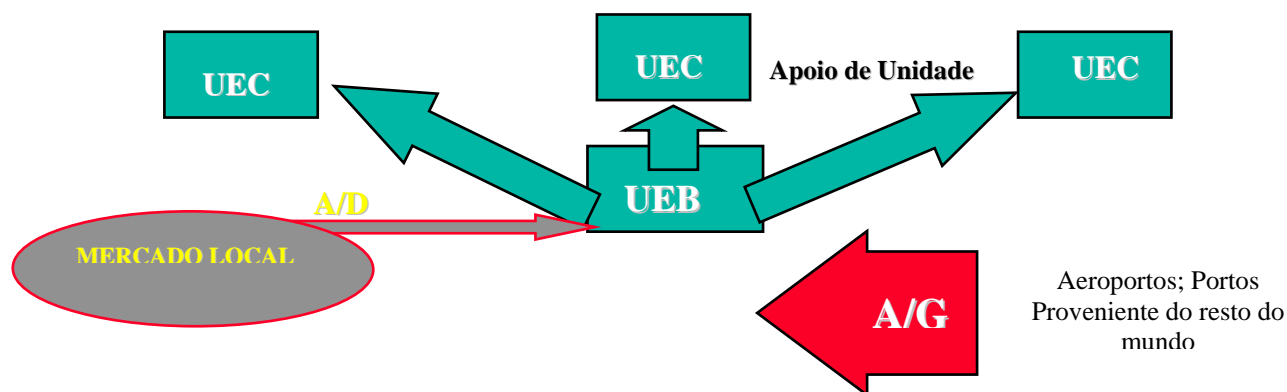 UEC
UEC
Apoio de Unidade
UEC
UEB
A/D
MERCADO LOCAL
A/G
Aeroportos; Portos
Proveniente do resto do
mundo